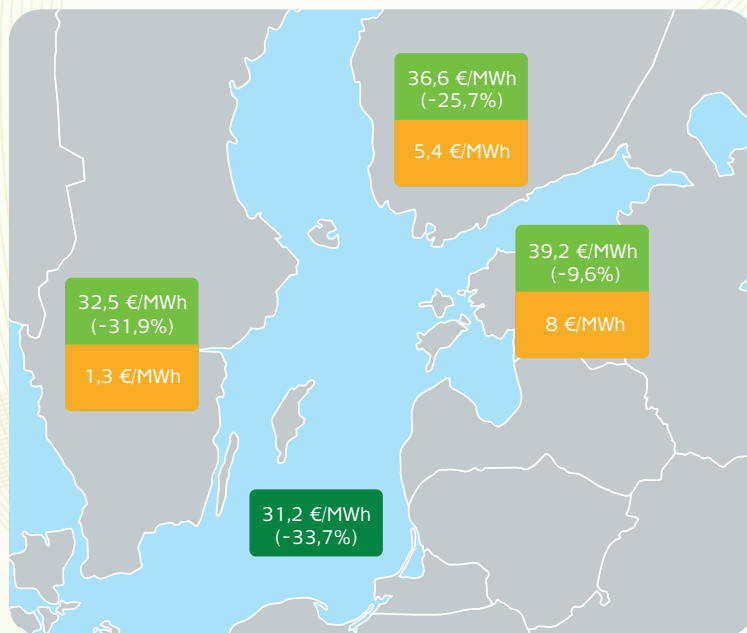 36,6 €/MWh
(-25,7%)
5,4 €/MWh
39,2 €/MWh
(-9,6%)
8 €/MWh
32,5 €/MWh
(-31,9%)
1,3 €/MWh
31,2 €/MWh
(-33,7%)